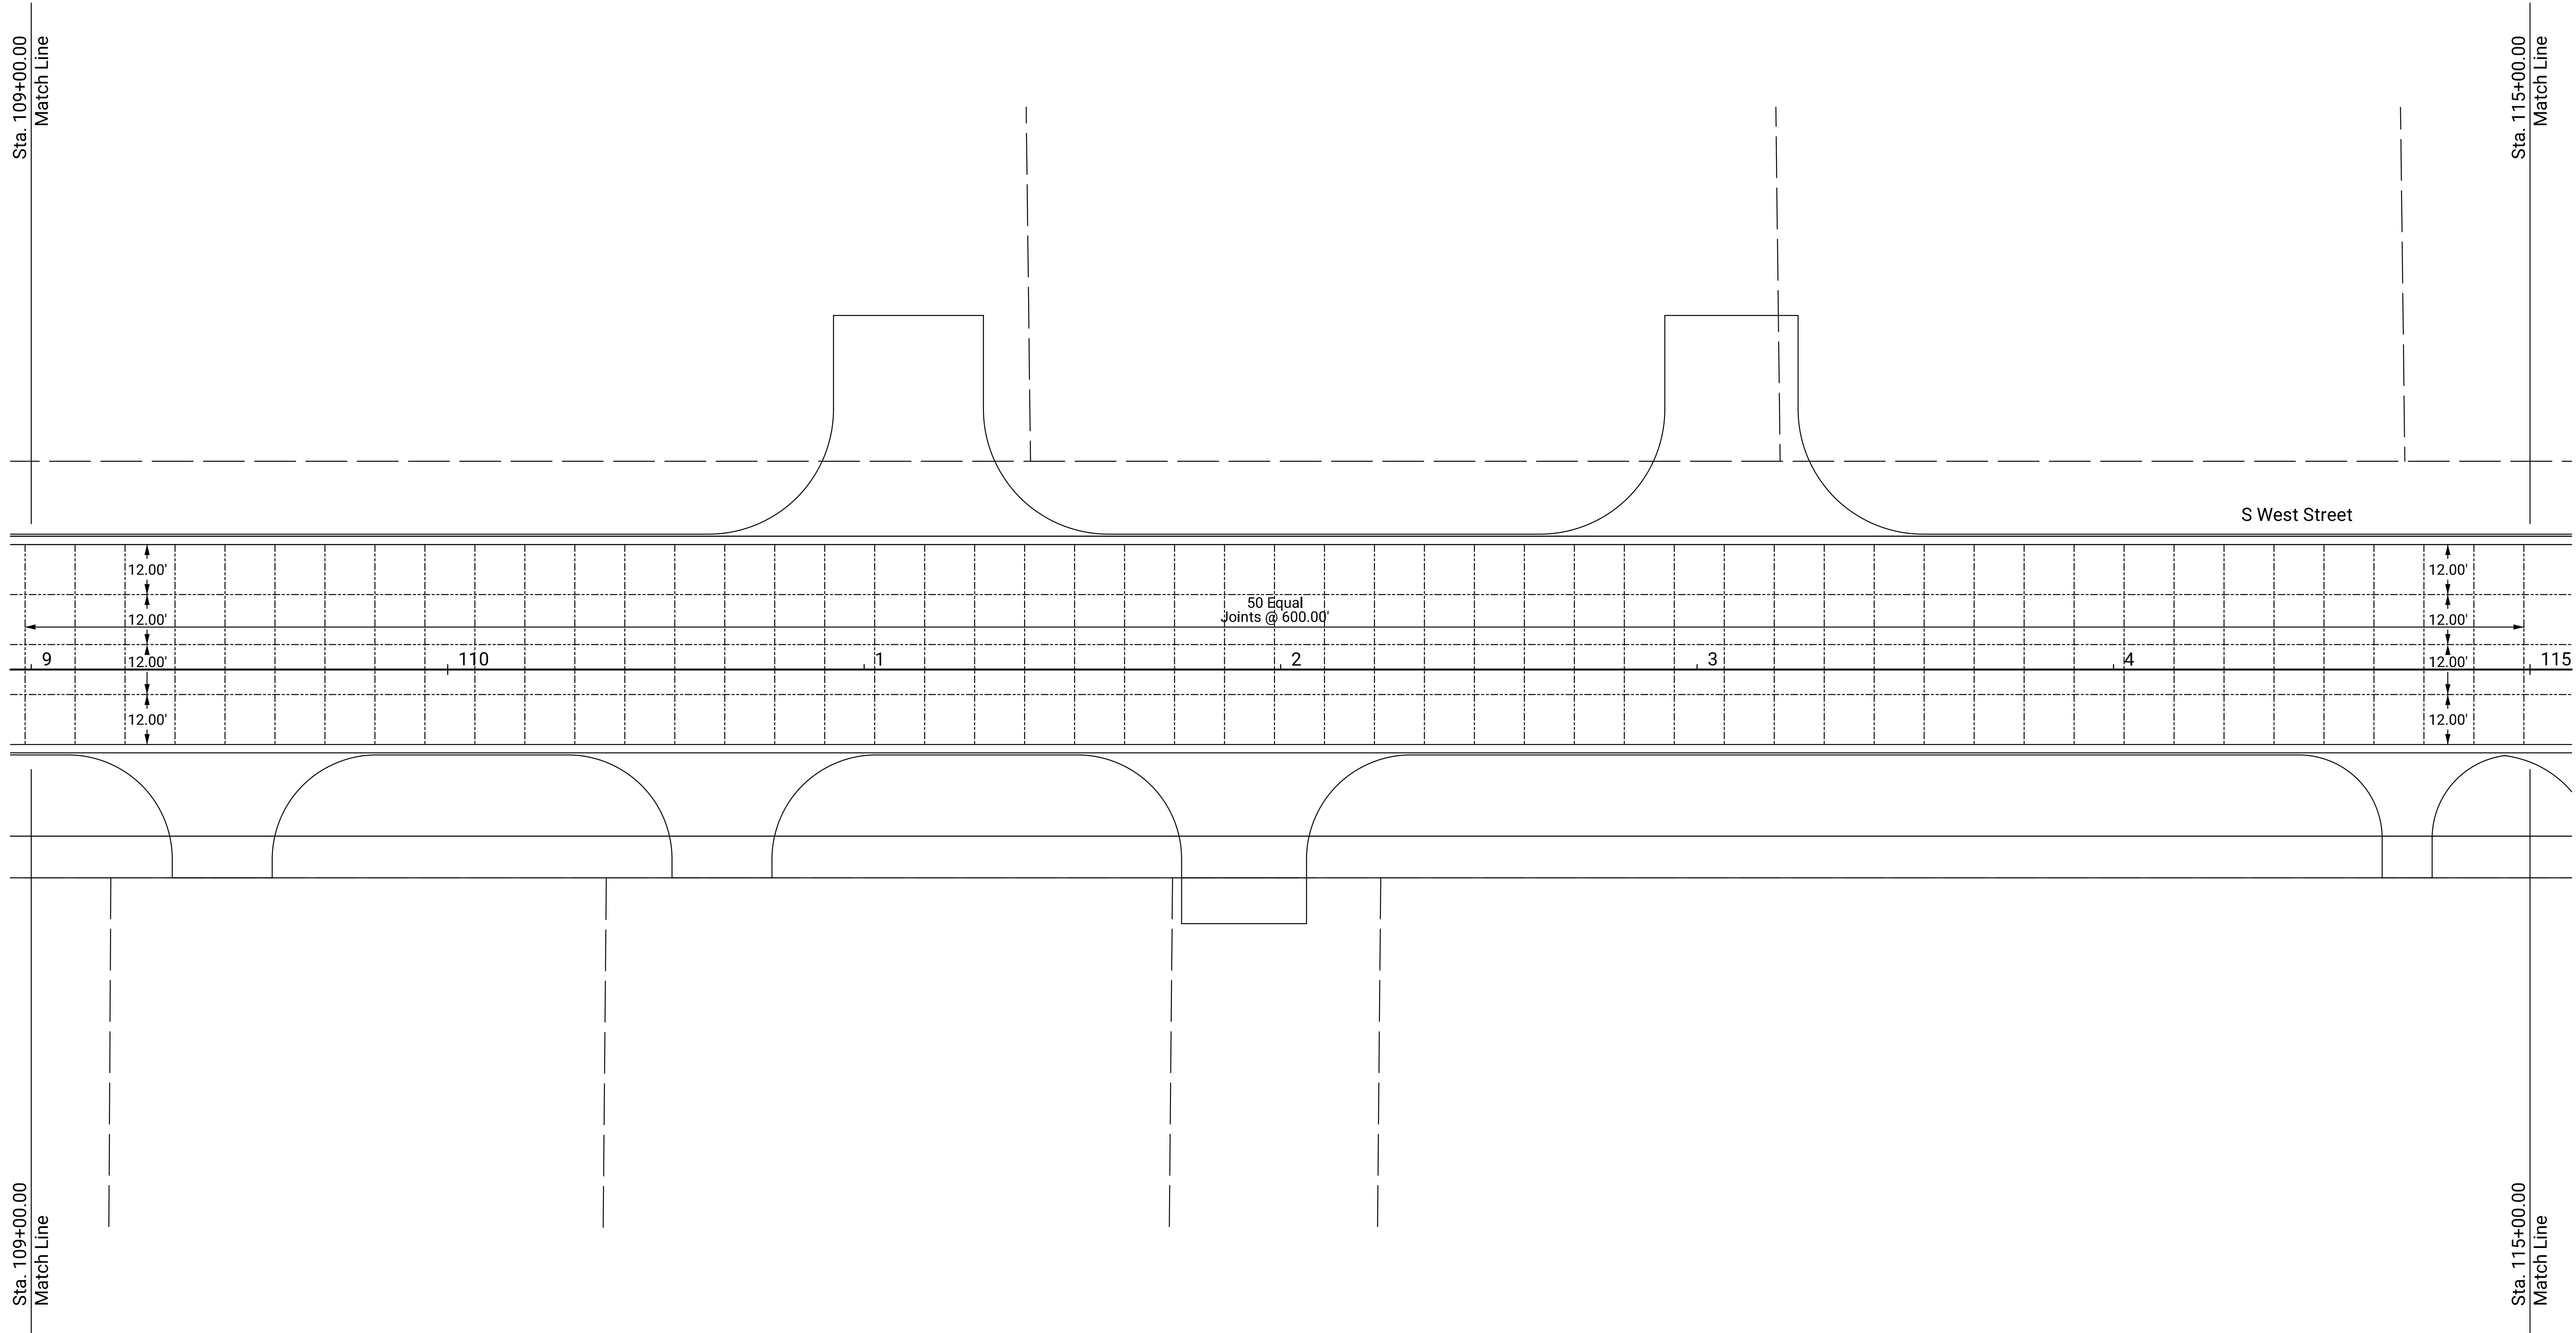 Sta. 109+00.00
Match Line
Sta. 115+00.00
Match Line
S West Street
12.00'
12.00'
12.00'
12.00'
50 Equal
Joints @ 600.00'
12.00'
12.00'
12.00'
12.00'
9
110
1
2
3
4
115
Sta. 109+00.00
Match Line
Sta. 115+00.00
Match Line